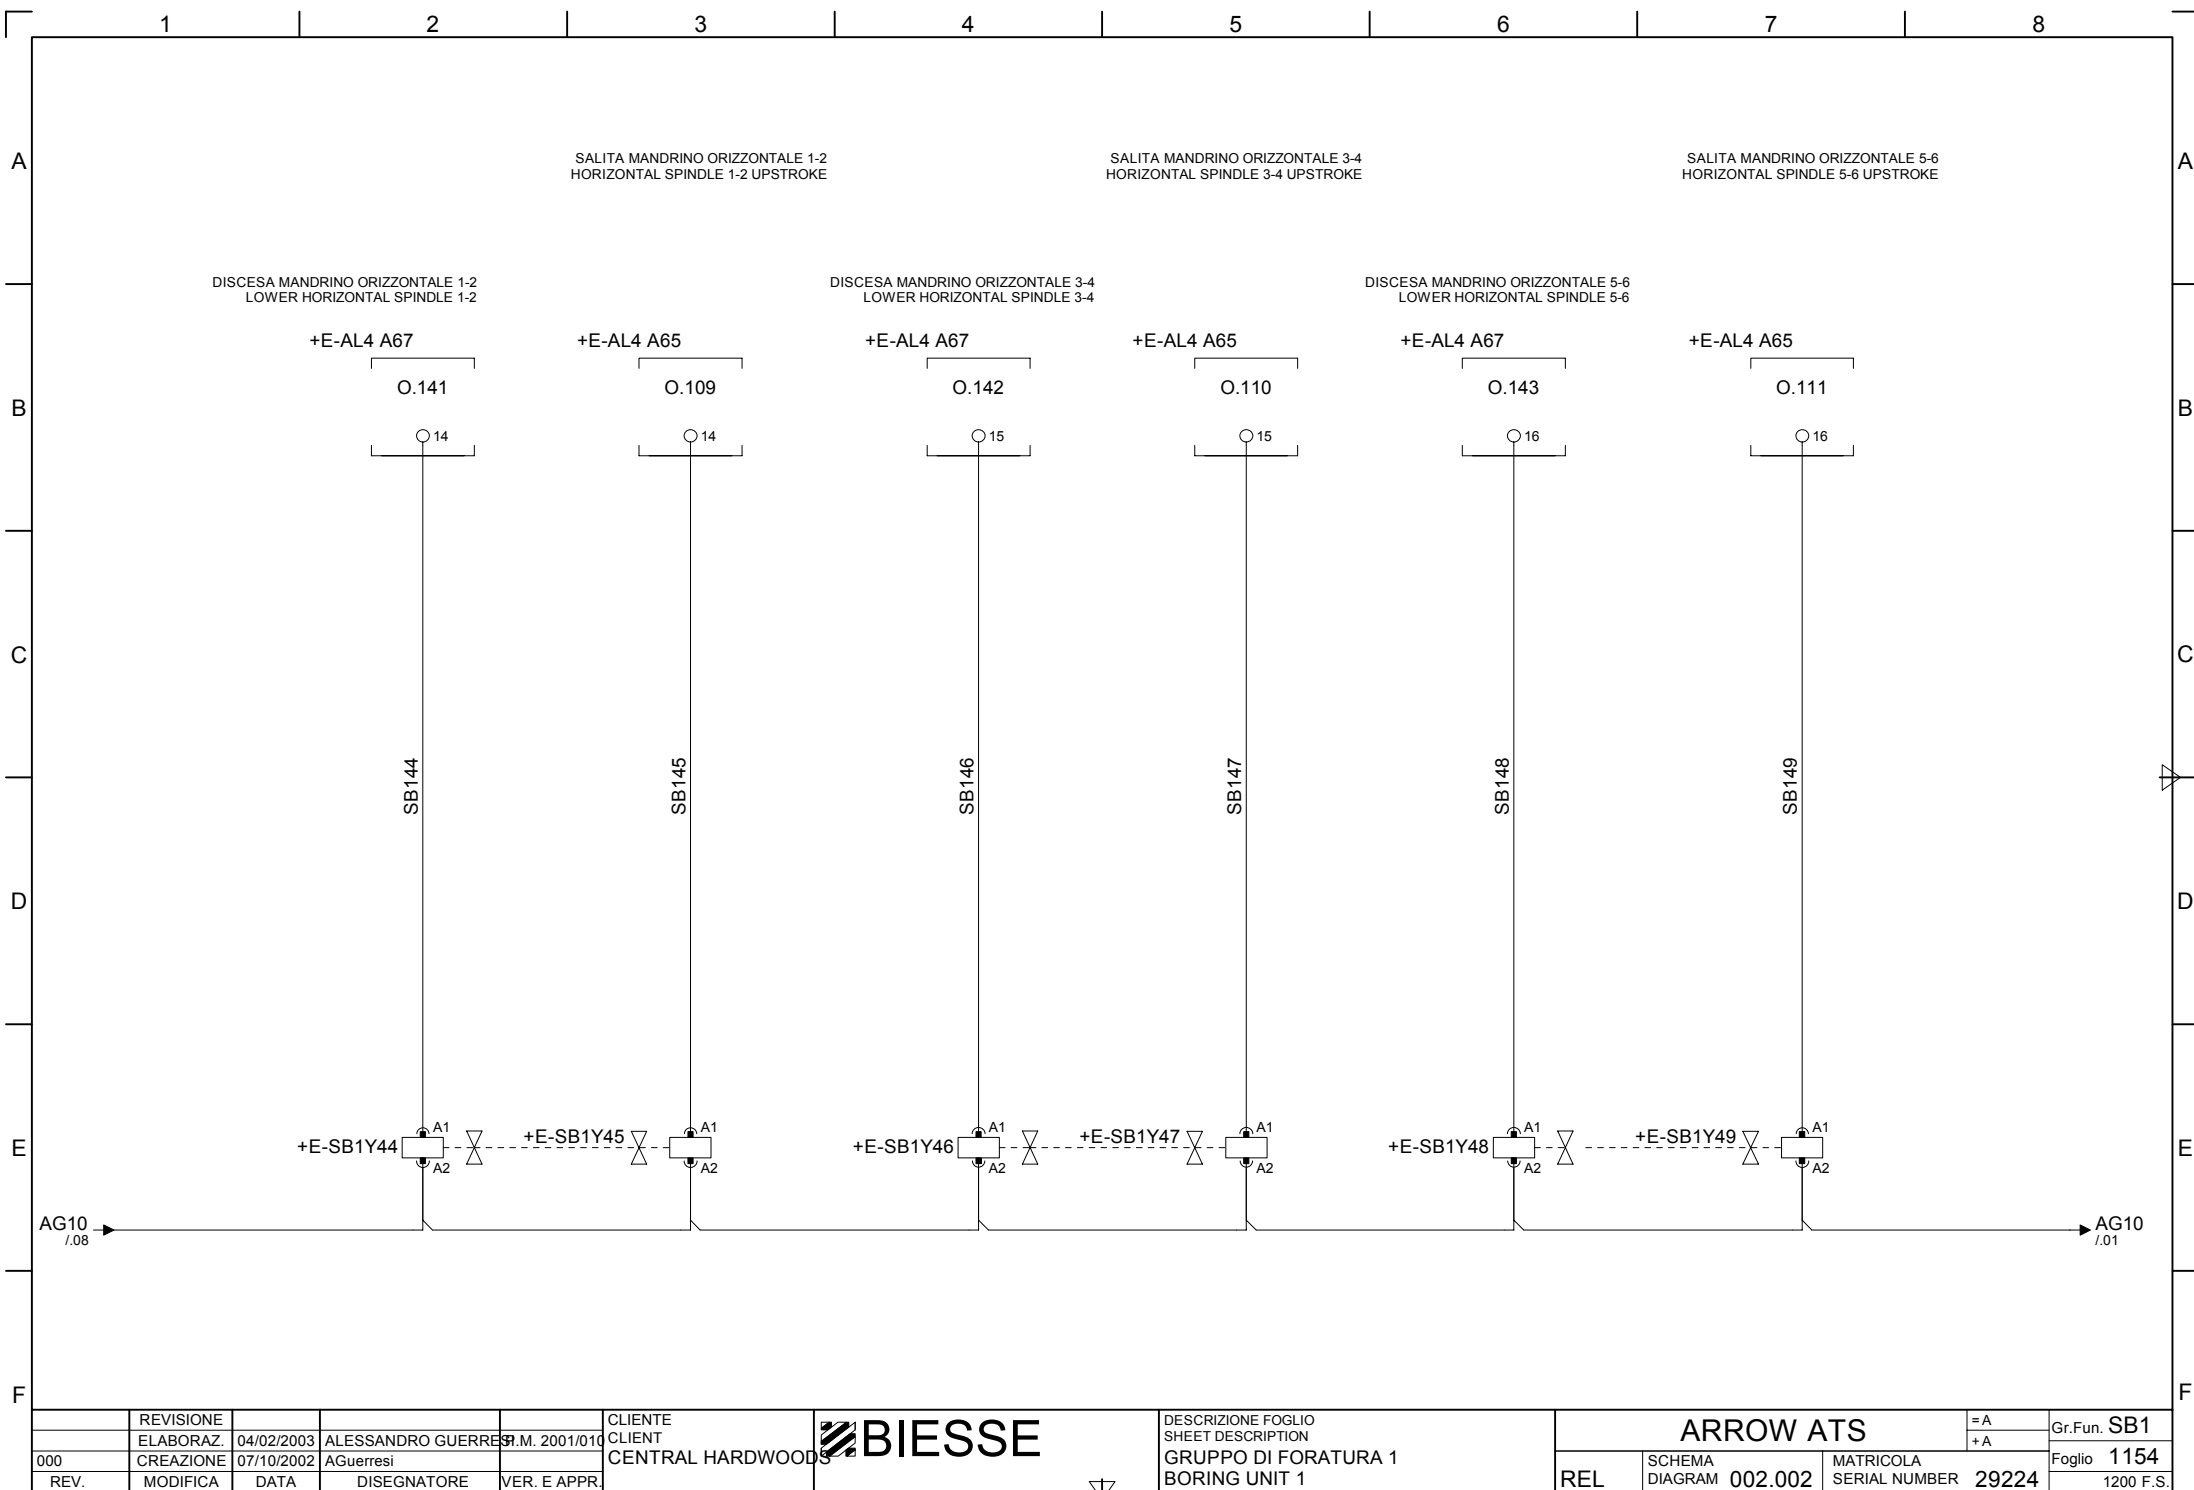 1 2 3 4 5 6 7 8
A A
SALITA MANDRINO ORIZZONTALE 1-2
HORIZONTAL SPINDLE 1-2 UPSTROKE
SALITA MANDRINO ORIZZONTALE 3-4
HORIZONTAL SPINDLE 3-4 UPSTROKE
SALITA MANDRINO ORIZZONTALE 5-6
HORIZONTAL SPINDLE 5-6 UPSTROKE
DISCESA MANDRINO ORIZZONTALE 1-2
LOWER HORIZONTAL SPINDLE 1-2
DISCESA MANDRINO ORIZZONTALE 3-4
LOWER HORIZONTAL SPINDLE 3-4
DISCESA MANDRINO ORIZZONTALE 5-6
LOWER HORIZONTAL SPINDLE 5-6
+E-AL4 A67 +E-AL4 A65 +E-AL4 A67 +E-AL4 A65 +E-AL4 A67 +E-AL4 A65
O.141 O.109 O.142 O.110 O.143 O.111
B B
14 14 15 15 16 16
C C
SB144 SB145 SB146 SB147 SB148 SB149
D D
A1 A1 A1 A1 A1 A1
E +E-SB1Y44 +E-SB1Y45 +E-SB1Y46 +E-SB1Y47 +E-SB1Y48 +E-SB1Y49 E
A2 A2 A2 A2 A2 A2
AG10 AG10
/.08 /.01
F F
REVISIONE
ELABORAZ. 04/02/2003 ALESSANDRO GUERRESI P.M. 2001/010
000 CREAZIONE 07/10/2002 AGuerresi
REV. MODIFICA DATA DISEGNATORE VER. E APPR.
CLIENTE
CLIENT
CENTRAL HARDWOODS
BIESSE
DESCRIZIONE FOGLIO
SHEET DESCRIPTION
GRUPPO DI FORATURA 1
BORING UNIT 1
ARROW ATS
= A
+ A
Gr.Fun. SB1
REL
SCHEMA
DIAGRAM 002.002
MATRICOLA
SERIAL NUMBER 29224
Foglio 1154
1200 F.S.